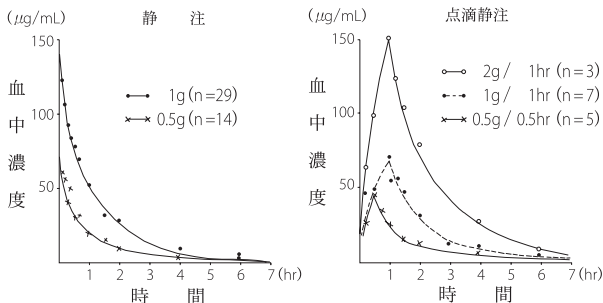 (μg/mL)
静 注
150
100
50
血中濃度
1g(n=29)
0.5g(n=14)
1 2 3 4 5 6 7(hr)
時 間
(μg/mL)
点滴静注
150
100
50
血中濃度
2g/ 1hr(n=3)
1g/ 1hr(n=7)
0.5g/0.5hr(n=5)
1 2 3 4 5 6 7(hr)
時 間